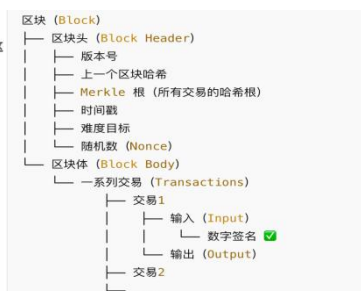 区块 (Block)
├── 区块头 (Block Header)
│   ├── 版本号
│   ├── 上一个区块哈希
│   ├── Merkle 根 (所有交易的哈希根)
│   ├── 时间戳
│   ├── 难度目标
│   └── 随机数 (Nonce)
└── 区块体 (Block Body)
└── 一系列交易 (Transactions)
├── 交易1
│   ├── 输入 (Input)
│   │   └── 数字签名 ✅
│   └── 输出 (Output)
├── 交易2